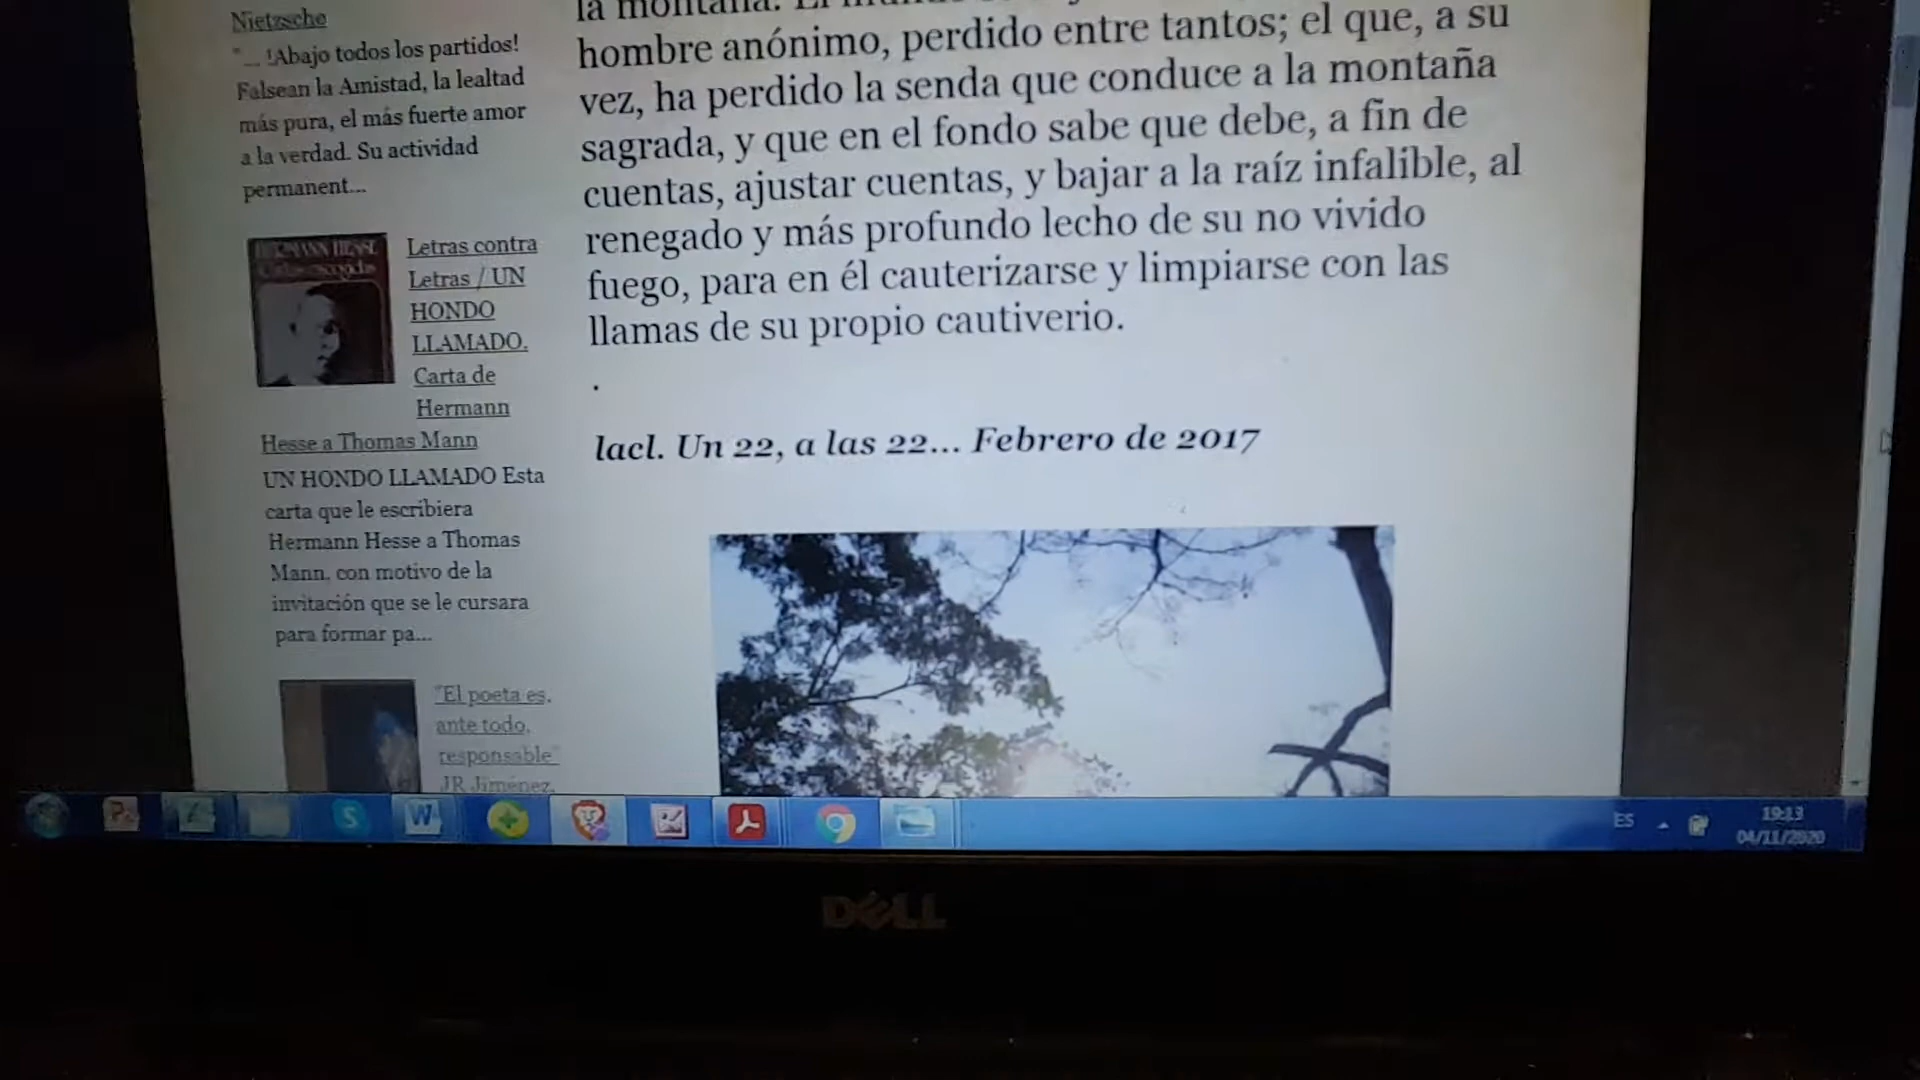 Nietzsche
"... !Abajo todos los partidos!
Falsean la Amistad, la lealtad
más pura, el más fuerte amor
a la verdad. Su actividad
permanent...
HERMANN HESSE
Letras contra
Letras / UN
HONDO
LLAMADO.
Carta de
Hermann
Hesse a Thomas Mann
UN HONDO LLAMADO Esta
carta que le escribiera
Hermann Hesse a Thomas
Mann, con motivo de la
invitación que se le cursara
para formar pa...
"El poeta es,
ante todo,
responsable"
JR Jiménez.
la montaña. El
hombre anónimo, perdido entre tantos; el que, a su
vez, ha perdido la senda que conduce a la montaña
sagrada, y que en el fondo sabe que debe, a fin de
cuentas, ajustar cuentas, y bajar a la raíz infalible, al
renegado y más profundo lecho de su no vivido
fuego, para en él cauterizarse y limpiarse con las
llamas de su propio cautiverio.
.
lacl. Un 22, a las 22... Febrero de 2017
ES
19:13
04/11/2020
DELL